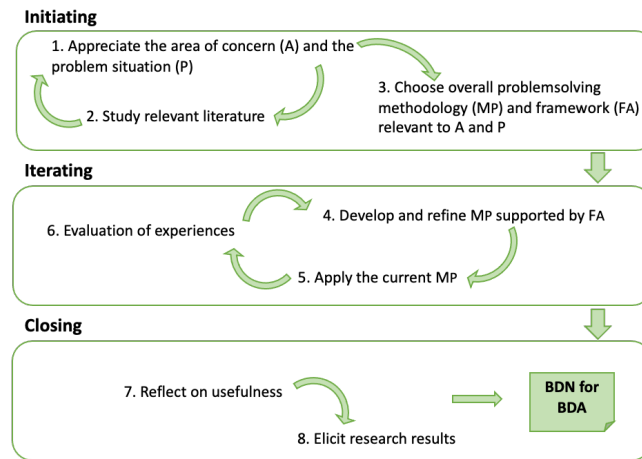 Initiating
1. Appreciate the area of concern (A) and the
problem situation (P)
2. Study relevant literature
3. Choose overall problemsolving
methodology (MP) and framework (FA)
relevant to A and P
Iterating
4. Develop and refine MP supported by FA
6. Evaluation of experiences
5. Apply the current MP
Closing
7. Reflect on usefulness
8. Elicit research results
BDN for
BDA